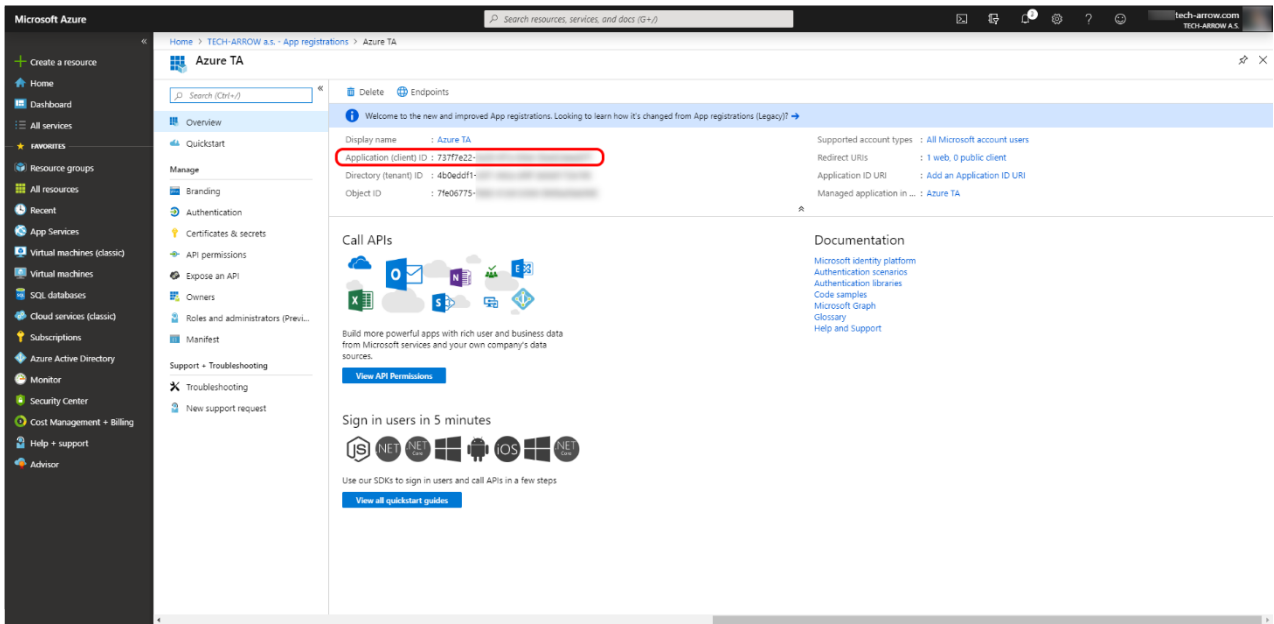 Microsoft Azure
Search resources, services, and docs (G+/)
2
tech-arrow.com
TECH-ARROW A.S.
«
Create a resource
Home
Dashboard
All services
FAVORITES
Resource groups
All resources
Recent
App Services
Virtual machines (classic)
Virtual machines
SQL databases
Cloud services (classic)
Subscriptions
Azure Active Directory
Monitor
Security Center
Cost Management + Billing
Help + support
Advisor
Home > TECH-ARROW a.s. - App registrations > Azure TA
Azure TA
Search (Ctrl+/)
«
Overview
Quickstart
Manage
Branding
Authentication
Certificates & secrets
API permissions
Expose an API
Owners
Roles and administrators (Previ...
Manifest
Support + Troubleshooting
Troubleshooting
New support request
Delete
Endpoints
Welcome to the new and improved App registrations. Looking to learn how it's changed from App registrations (Legacy)? →
Display name : Azure TA
Application (client) ID : 737f7e22-
Directory (tenant) ID : 4b0eddf1-
Object ID : 7fe06775-
Supported account types : All Microsoft account users
Redirect URIs : 1 web, 0 public client
Application ID URI : Add an Application ID URI
Managed application in ... : Azure TA
Call APIs
Build more powerful apps with rich user and business data
from Microsoft services and your own company's data
sources.
View API Permissions
Sign in users in 5 minutes
JS .NET .NET Core iOS .NET Core
Use our SDKs to sign in users and call APIs in a few steps
View all quickstart guides
Documentation
Microsoft identity platform
Authentication scenarios
Authentication libraries
Code samples
Microsoft Graph
Glossary
Help and Support